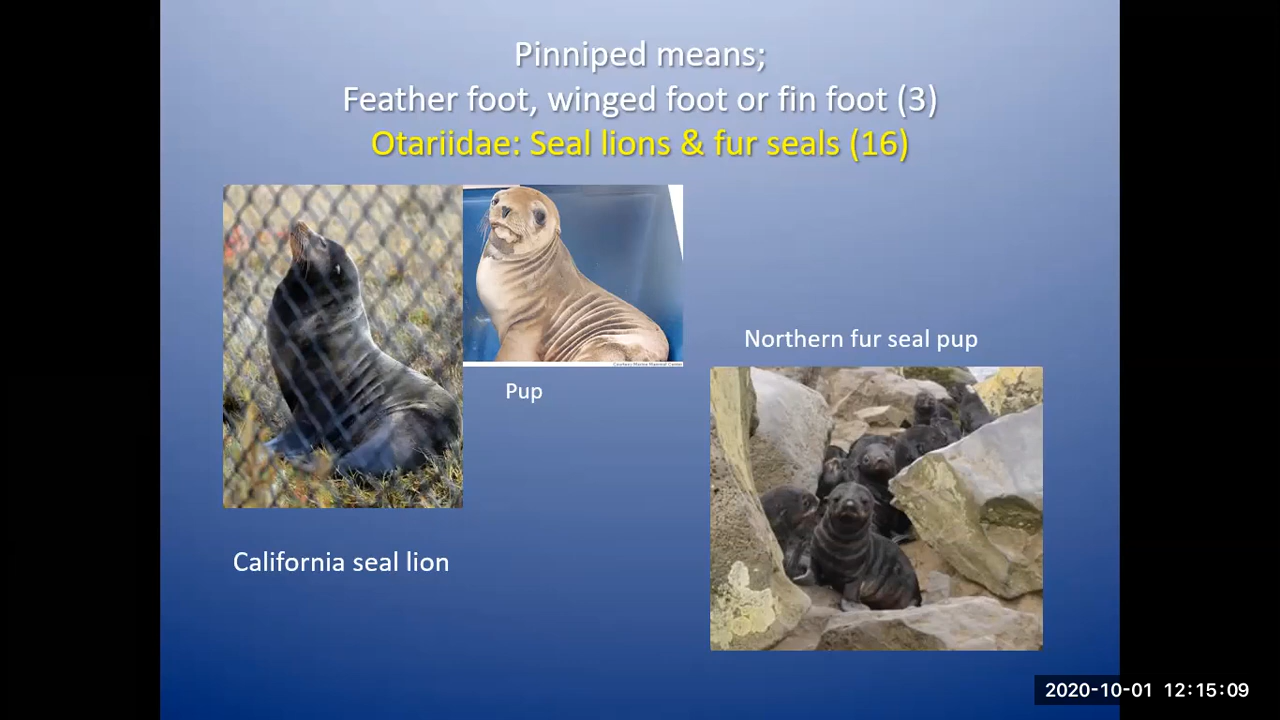 Pinniped means;
Feather foot, winged foot or fin foot (3)
Otariidae: Seal lions & fur seals (16)
Northern fur seal pup
Pup
California seal lion
2020-10-01 12:15:09